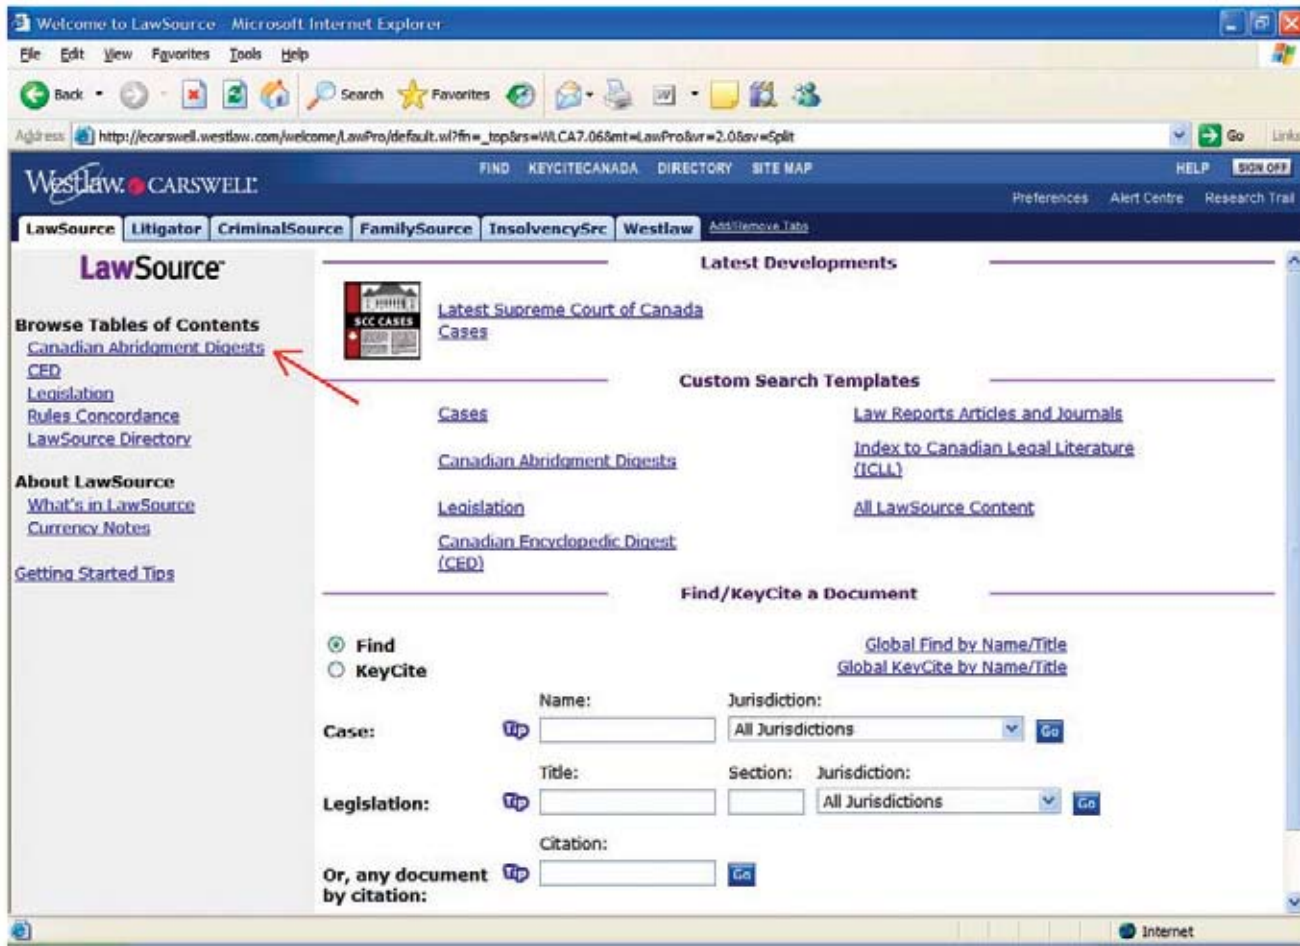 Welcome to LawSource Microsoft Internet Explorer
File Edit View Favorites Tools Help
Back Search Favorites
Address http://ecarswell.westlaw.com/welcome/LawPro/default.wl?fn=_top&rs=WLCA7.06&mt=LawPro&vr=2.0&sv=Split Go Links
Westlaw. CARSWELL FIND KEYCITECANADA DIRECTORY SITE MAP HELP SIGN OFF
Preferences Alert Centre Research Trail
LawSource Litigator CriminalSource FamilySource InsolvencySrc Westlaw Add/Remove Tabs
LawSource
Browse Tables of Contents
Canadian Abridgment Digests
CED
Legislation
Rules Concordance
LawSource Directory
About LawSource
What's in LawSource
Currency Notes
Getting Started Tips
Latest Developments
SCC CASES
Latest Supreme Court of Canada
Cases
Custom Search Templates
Cases
Canadian Abridgment Digests
Legislation
Canadian Encyclopedic Digest
(CED)
Law Reports Articles and Journals
Index to Canadian Legal Literature
(ICLL)
All LawSource Content
Find/KeyCite a Document
Find
KeyCite
Global Find by Name/Title
Global KeyCite by Name/Title
Name: Jurisdiction:
Case: Tip All Jurisdictions Go
Title: Section: Jurisdiction:
Legislation: Tip All Jurisdictions Go
Citation:
Or, any document Tip Go
by citation:
Internet